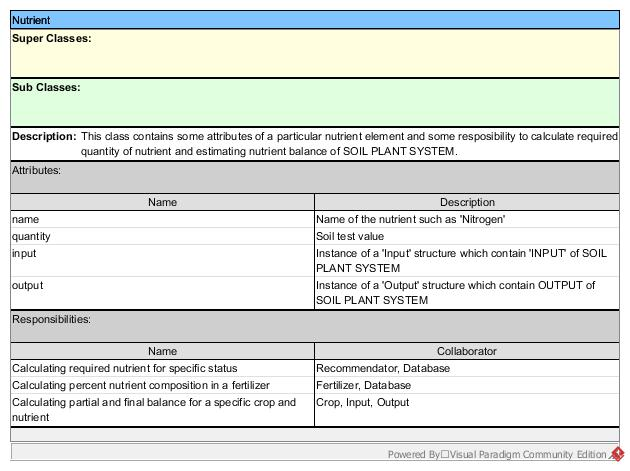 Nutrient
Super Classes:
Sub Classes:
Description: This class contains some attributes of a particular nutrient element and some resposibility to calculate required
quantity of nutrient and estimating nutrient balance of SOIL PLANT SYSTEM.
Attributes:
Name Description
name Name of the nutrient such as 'Nitrogen'
quantity Soil test value
input Instance of a 'Input' structure which contain 'INPUT' of SOIL
PLANT SYSTEM
output Instance of a 'Output' structure which contain OUTPUT of
SOIL PLANT SYSTEM
Responsibilities:
Name Collaborator
Calculating required nutrient for specific status Recommendator, Database
Calculating percent nutrient composition in a fertilizer Fertilizer, Database
Calculating partial and final balance for a specific crop and Crop, Input, Output
nutrient
Powered By□Visual Paradigm Community Edition